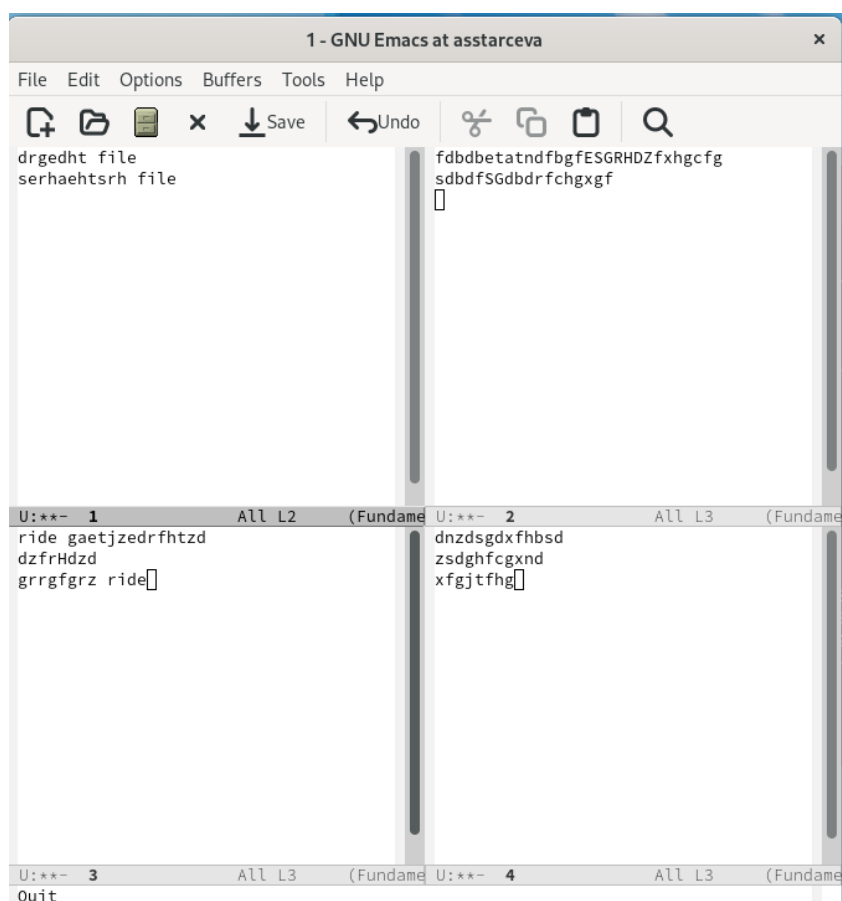 1 - GNU Emacs at asstarceva
File Edit Options Buffers Tools Help
Save Undo
drgedht file
serhaehtsrh file
U:**- 1 All L2 (Fundame
fdbdbetatndfbgfESGRHDZfxhgcfg
sdbdfSGdbdrfchgxgf
U:**- 2 All L3 (Fundame
ride gaetjzedrfhtzd
dzfrHdzd
grrgfgrz ride
U:**- 3 All L3 (Fundame
dnzdsgdxfhbsd
zsdghfcgxnd
xfgjtfhg
U:**- 4 All L3 (Fundame
Quit